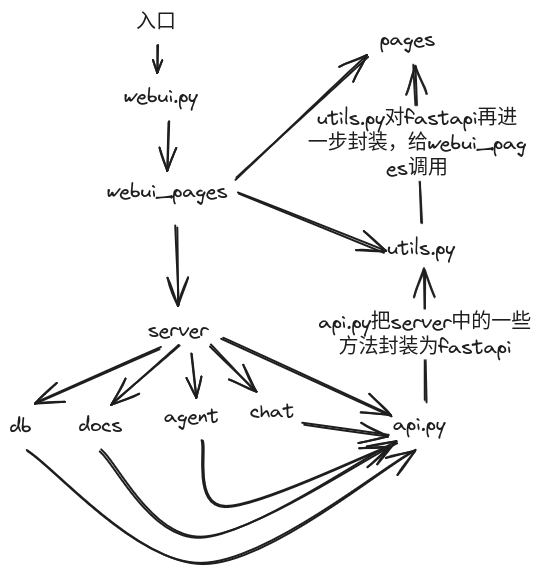 入口
pages
webui.py
utils.py对fastapi再进
一步封装，给webui_pag
es调用
webui_pages
utils.py
server
api.py把server中的一些
方法封装为fastapi
db
docs
agent
chat
api.py